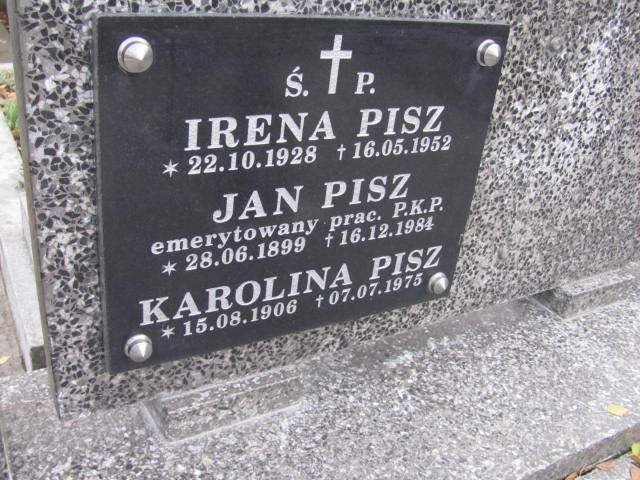 Ś. P.
IRENA PISZ
* 22.10.1928 † 16.05.1952
JAN PISZ
emerytowany prac. P.K.P.
* 28.06.1899 † 16.12.1984
KAROLINA PISZ
* 15.08.1906 † 07.07.1975